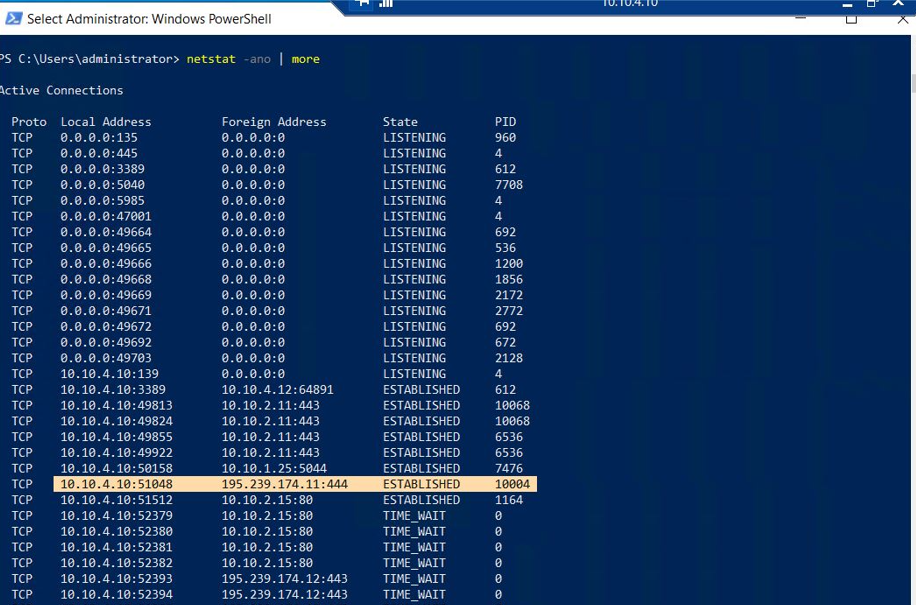 10.10.4.10
Select Administrator: Windows PowerShell
PS C:\Users\administrator> netstat -ano | more
Active Connections
Proto Local Address Foreign Address State PID
TCP 0.0.0.0:135 0.0.0.0:0 LISTENING 960
TCP 0.0.0.0:445 0.0.0.0:0 LISTENING 4
TCP 0.0.0.0:3389 0.0.0.0:0 LISTENING 612
TCP 0.0.0.0:5040 0.0.0.0:0 LISTENING 7708
TCP 0.0.0.0:5985 0.0.0.0:0 LISTENING 4
TCP 0.0.0.0:47001 0.0.0.0:0 LISTENING 4
TCP 0.0.0.0:49664 0.0.0.0:0 LISTENING 692
TCP 0.0.0.0:49665 0.0.0.0:0 LISTENING 536
TCP 0.0.0.0:49666 0.0.0.0:0 LISTENING 1200
TCP 0.0.0.0:49668 0.0.0.0:0 LISTENING 1856
TCP 0.0.0.0:49669 0.0.0.0:0 LISTENING 2172
TCP 0.0.0.0:49671 0.0.0.0:0 LISTENING 2772
TCP 0.0.0.0:49672 0.0.0.0:0 LISTENING 692
TCP 0.0.0.0:49692 0.0.0.0:0 LISTENING 672
TCP 0.0.0.0:49703 0.0.0.0:0 LISTENING 2128
TCP 10.10.4.10:139 0.0.0.0:0 LISTENING 4
TCP 10.10.4.10:3389 10.10.4.12:64891 ESTABLISHED 612
TCP 10.10.4.10:49813 10.10.2.11:443 ESTABLISHED 10068
TCP 10.10.4.10:49824 10.10.2.11:443 ESTABLISHED 10068
TCP 10.10.4.10:49855 10.10.2.11:443 ESTABLISHED 6536
TCP 10.10.4.10:49922 10.10.2.11:443 ESTABLISHED 6536
TCP 10.10.4.10:50158 10.10.1.25:5044 ESTABLISHED 7476
TCP 10.10.4.10:51048 195.239.174.11:444 ESTABLISHED 10004
TCP 10.10.4.10:51512 10.10.2.15:80 ESTABLISHED 1164
TCP 10.10.4.10:52379 10.10.2.15:80 TIME_WAIT 0
TCP 10.10.4.10:52380 10.10.2.15:80 TIME_WAIT 0
TCP 10.10.4.10:52381 10.10.2.15:80 TIME_WAIT 0
TCP 10.10.4.10:52382 10.10.2.15:80 TIME_WAIT 0
TCP 10.10.4.10:52393 195.239.174.12:443 TIME_WAIT 0
TCP 10.10.4.10:52394 195.239.174.12:443 TIME_WAIT 0